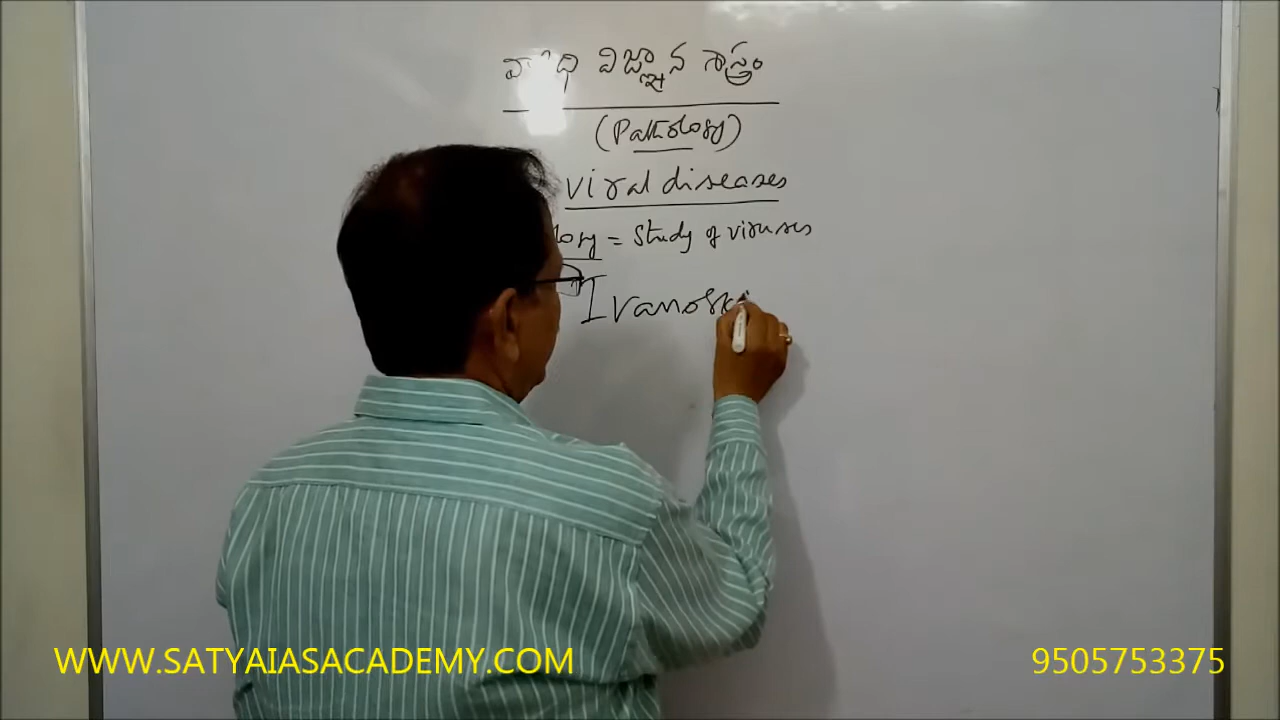 విజ్ఞాన శాస్త్రం
(Pathology)
viral diseases
logy = Study of viruses
Ivanosk
WWW.SATYAIASACADEMY.COM
9505753375